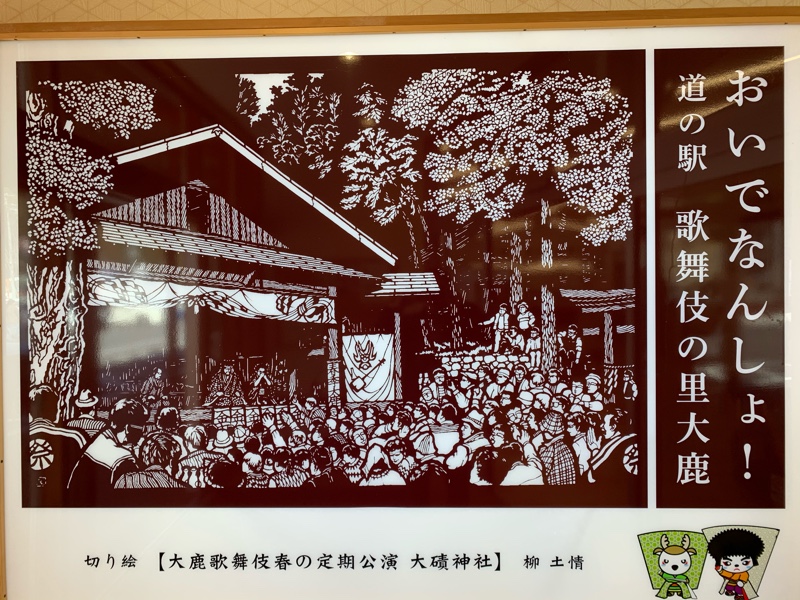 おいでなんしょ!
道の駅 歌舞伎の里大鹿
祭
切り絵 【大鹿歌舞伎春の定期公演 大磧神社】 柳 土情